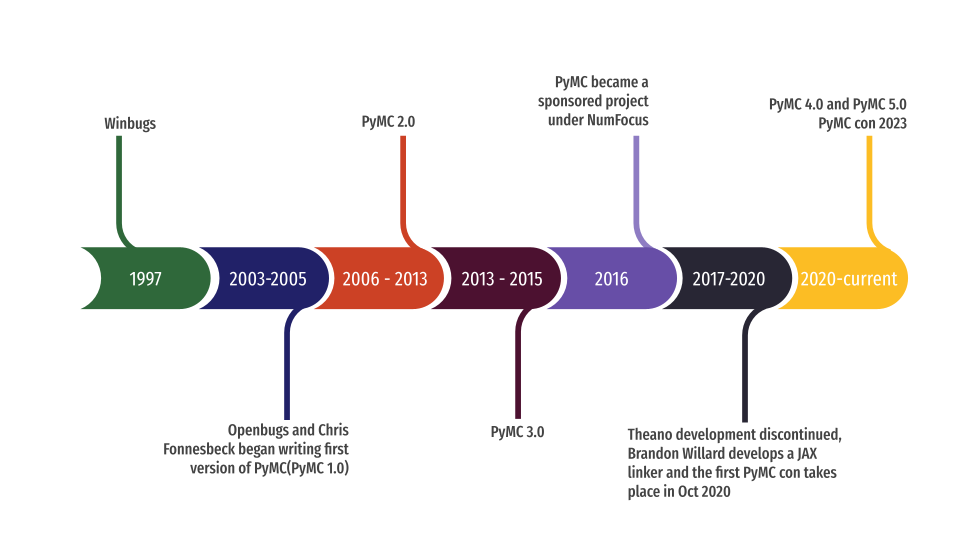 Winbugs
PyMC 2.0
PyMC became a
sponsored project
under NumFocus
PyMC 4.0 and PyMC 5.0
PyMC con 2023
1997
2003-2005
2006 - 2013
2013 - 2015
2016
2017-2020
2020-current
Openbugs and Chris
Fonnesbeck began writing first
version of PyMC(PyMC 1.0)
PyMC 3.0
Theano development discontinued,
Brandon Willard develops a JAX
linker and the first PyMC con takes
place in Oct 2020